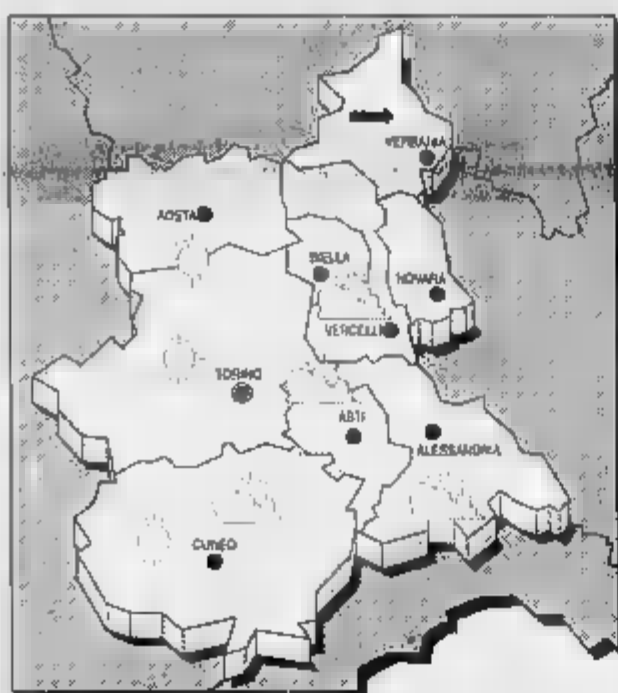 VERBANIA
AOSTA
BIELLA
NOVARA
VERCELLI
TORINO
ASTI
ALESSANDRIA
CUNEO